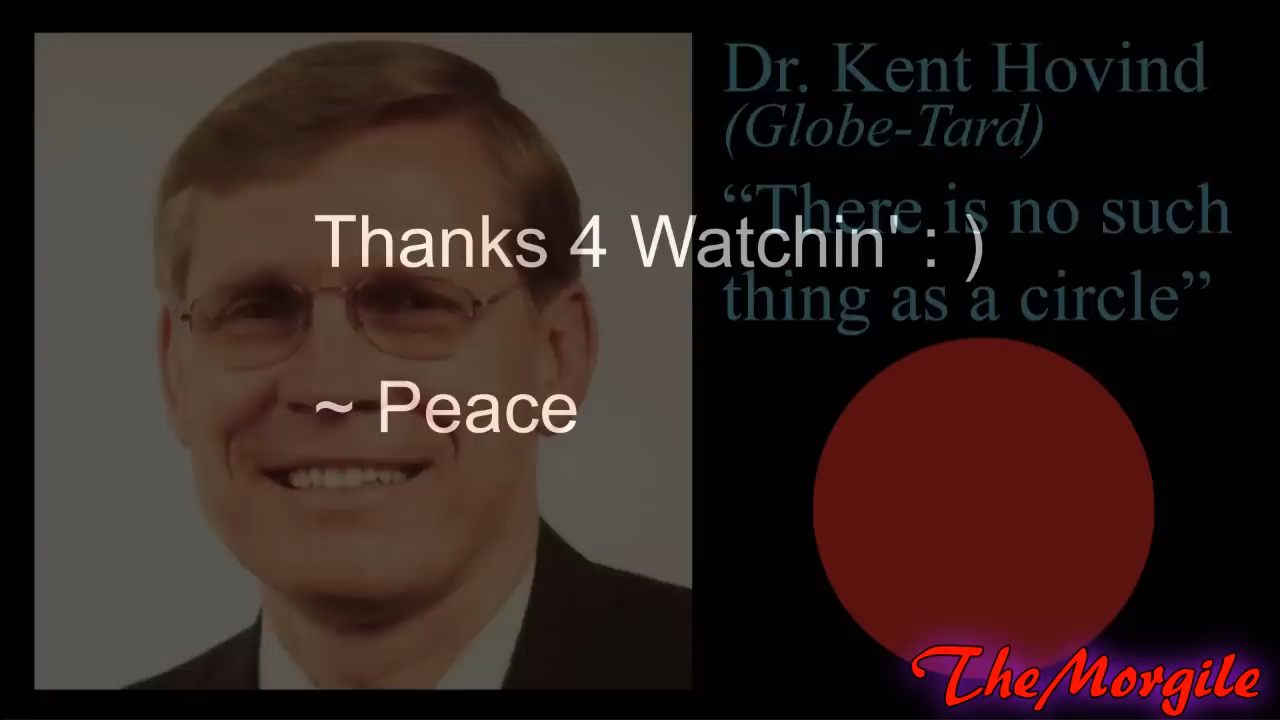 Dr. Kent Hovind
(Globe-Tard)
“There is no such
thing as a circle”
Thanks 4 Watchin' : )
~ Peace
TheMorgile